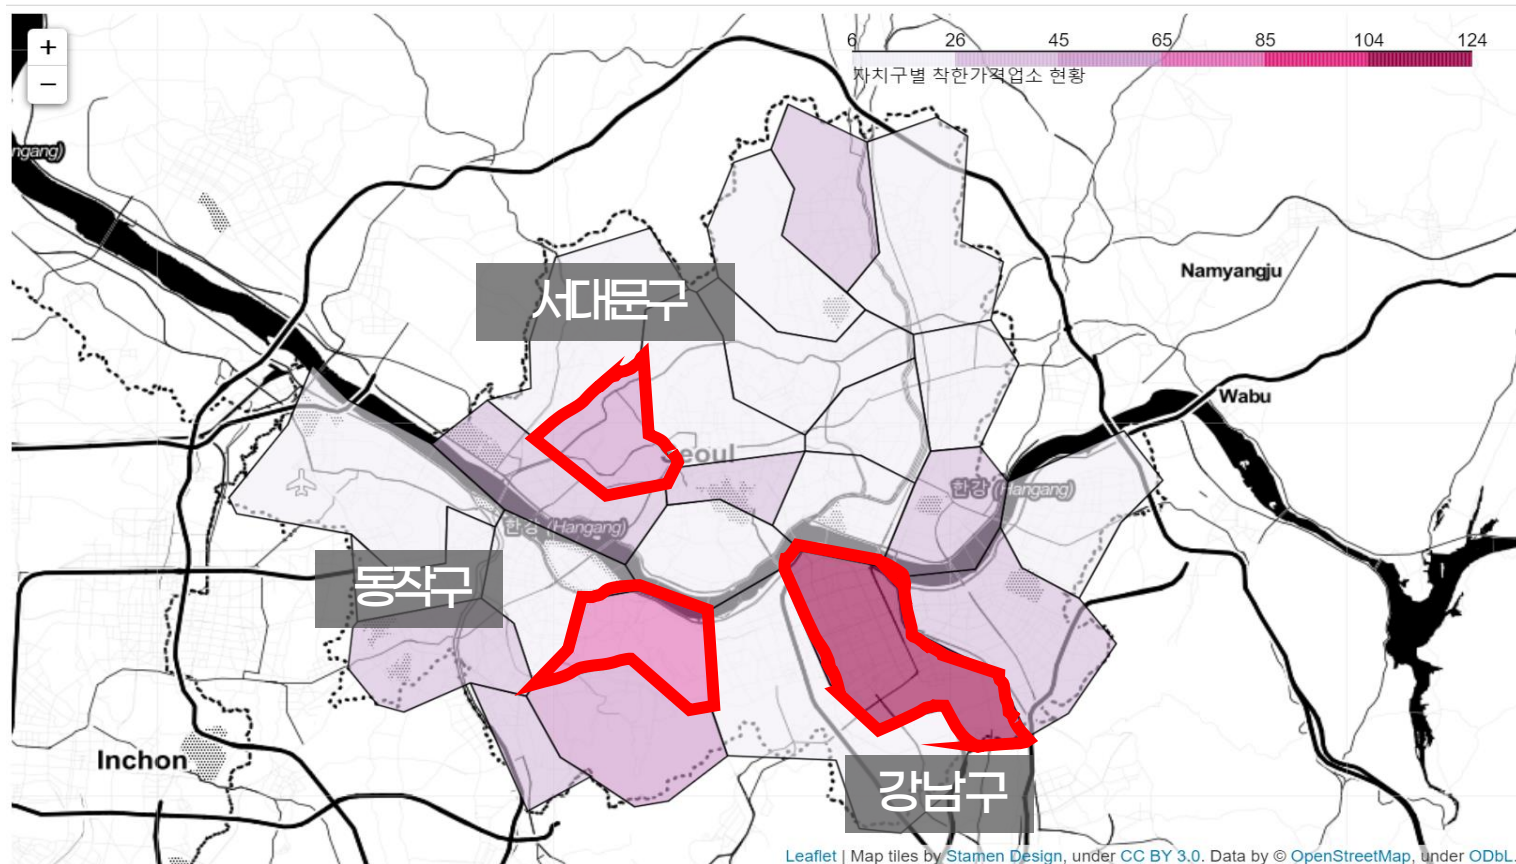 +
−
6 26 45 65 85 104 124
자치구별 착한가격업소 현황
ngang)
서대문구
Namyangju
Wabu
Seoul
한강 (Hangang)
한강 (Hangang)
동작구
Inchon
강남구
Leaflet | Map tiles by Stamen Design, under CC BY 3.0. Data by © OpenStreetMap, under ODbL.